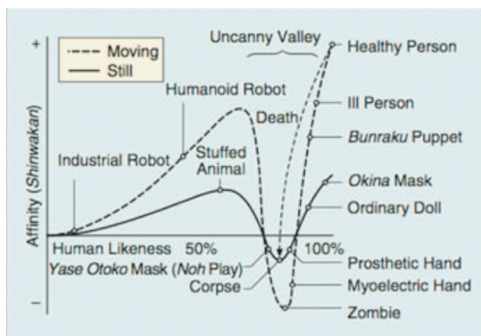 +
Uncanny Valley
Moving
Still
Healthy Person
Humanoid Robot
Ill Person
Death
Bunraku Puppet
Stuffed
Animal
Industrial Robot
Okina Mask
Ordinary Doll
Affinity (Shinwakan)
Human Likeness 50% 100%
Yase Otoko Mask (Noh Play)
Prosthetic Hand
Corpse
Myoelectric Hand
–
Zombie